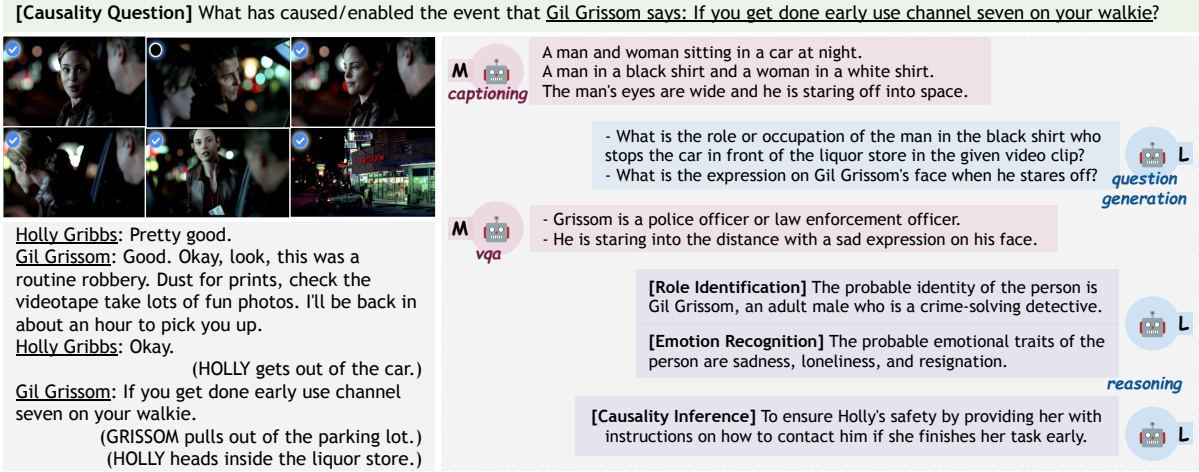 [Causality Question] What has caused/enabled the event that Gil Grissom says: If you get done early use channel seven on your walkie?
Holly Gribbs: Pretty good.
Gil Grissom: Good. Okay, look, this was a
routine robbery. Dust for prints, check the
videotape take lots of fun photos. I'll be back in
about an hour to pick you up.
Holly Gribbs: Okay.
(HOLLY gets out of the car.)
Gil Grissom: If you get done early use channel
seven on your walkie.
(GRISSOM pulls out of the parking lot.)
(HOLLY heads inside the liquor store.)
M
captioning
A man and woman sitting in a car at night.
A man in a black shirt and a woman in a white shirt.
The man's eyes are wide and he is staring off into space.
- What is the role or occupation of the man in the black shirt who
stops the car in front of the liquor store in the given video clip?
- What is the expression on Gil Grissom's face when he stares off?
L
question
generation
M
vqa
- Grissom is a police officer or law enforcement officer.
- He is staring into the distance with a sad expression on his face.
[Role Identification] The probable identity of the person is
Gil Grissom, an adult male who is a crime-solving detective.
[Emotion Recognition] The probable emotional traits of the
person are sadness, loneliness, and resignation.
L
reasoning
[Causality Inference] To ensure Holly's safety by providing her with
instructions on how to contact him if she finishes her task early.
L